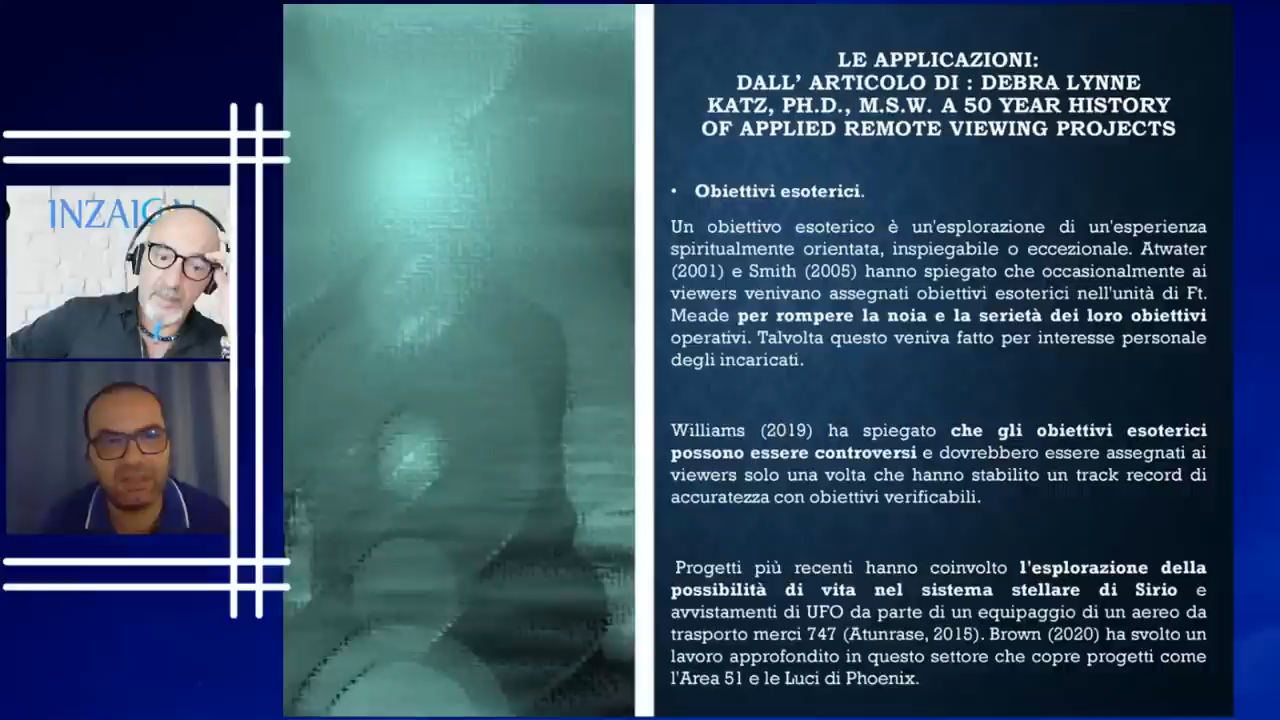 INZAI
LE APPLICAZIONI:
DALL' ARTICOLO DI : DEBRA LYNNE
KATZ, PH.D., M.S.W. A 50 YEAR HISTORY
OF APPLIED REMOTE VIEWING PROJECTS
• Obiettivi esoterici.
Un obiettivo esoterico è un'esplorazione di un'esperienza
spiritualmente orientata, inspiegabile o eccezionale. Atwater
(2001) e Smith (2005) hanno spiegato che occasionalmente ai
viewers venivano assegnati obiettivi esoterici nell'unità di Ft.
Meade per rompere la noia e la serietà dei loro obiettivi
operativi. Talvolta questo veniva fatto per interesse personale
degli incaricati.
Williams (2019) ha spiegato che gli obiettivi esoterici
possono essere controversi e dovrebbero essere assegnati ai
viewers solo una volta che hanno stabilito un track record di
accuratezza con obiettivi verificabili.
Progetti più recenti hanno coinvolto l'esplorazione della
possibilità di vita nel sistema stellare di Sirio e
avvistamenti di UFO da parte di un equipaggio di un aereo da
trasporto merci 747 (Atunrase, 2015). Brown (2020) ha svolto un
lavoro approfondito in questo settore che copre progetti come
l'Area 51 e le Luci di Phoenix.